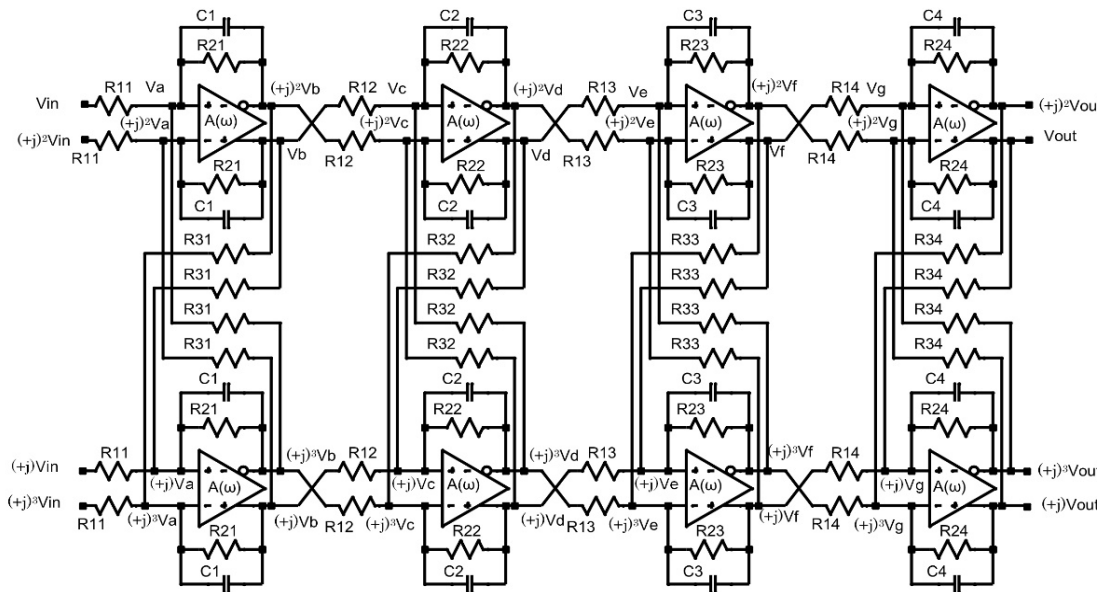 C1 C2 C3 C4
R21 R22 R23 R24
R11 Va (+j)²Vb R12 Vc (+j)²Vd R13 Ve (+j)²Vf R14 Vg
Vin + - A(ω) + - A(ω) + - A(ω) + - A(ω) (+j)²Vout
(+j)²Va (+j)²Vc (+j)²Ve (+j)²Vg
(+j)²Vin - + - + - + - + Vout
R11 R21 Vb R12 R22 Vd R13 R23 Vf R14 R24
C1 C2 C3 C4
R31 R32 R33 R34
R31 R32 R33 R34
R31 R32 R33 R34
R31 R32 R33 R34
C1 C2 C3 C4
R21 R22 R23 R24
R11 (+j)³Vb R12 (+j)³Vd R13 (+j)³Vf R14
(+j)Vin (+j)Va + - A(ω) (+j)Vc + - A(ω) (+j)Ve + - A(ω) (+j)Vg + - A(ω) (+j)³Vout
(+j)³Vin - + - + - + - + (+j)Vout
R11 (+j)³Va R21 (+j)Vb R12 (+j)³Vc R22 (+j)Vd R13 (+j)³Ve R23 (+j)Vf R14 (+j)³Vg R24
C1 C2 C3 C4